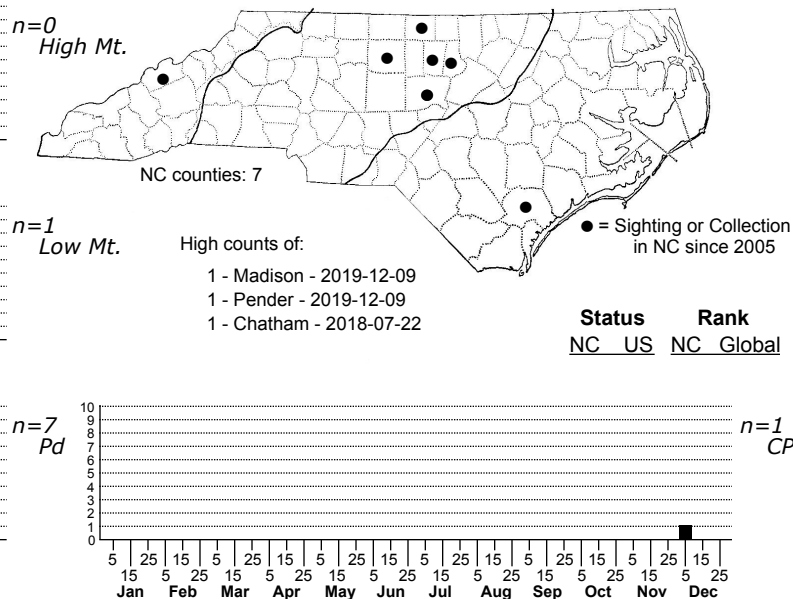 n=0
High Mt.
NC counties: 7
n=1
Low Mt.
High counts of:
1 - Madison - 2019-12-09
1 - Pender - 2019-12-09
1 - Chatham - 2018-07-22
● = Sighting or Collection
in NC since 2005
Status Rank
NC US NC Global
n=7
Pd
n=1
CP
10
9
8
7
6
5
4
3
2
1
0
5 25 15 5 25 15 5 25 15 5 25 15 5 25 15 5 25 15
15 5 25 15 5 25 15 5 25 15 5 25 15 5 25 15 5 25
Jan Feb Mar Apr May Jun Jul Aug Sep Oct Nov Dec